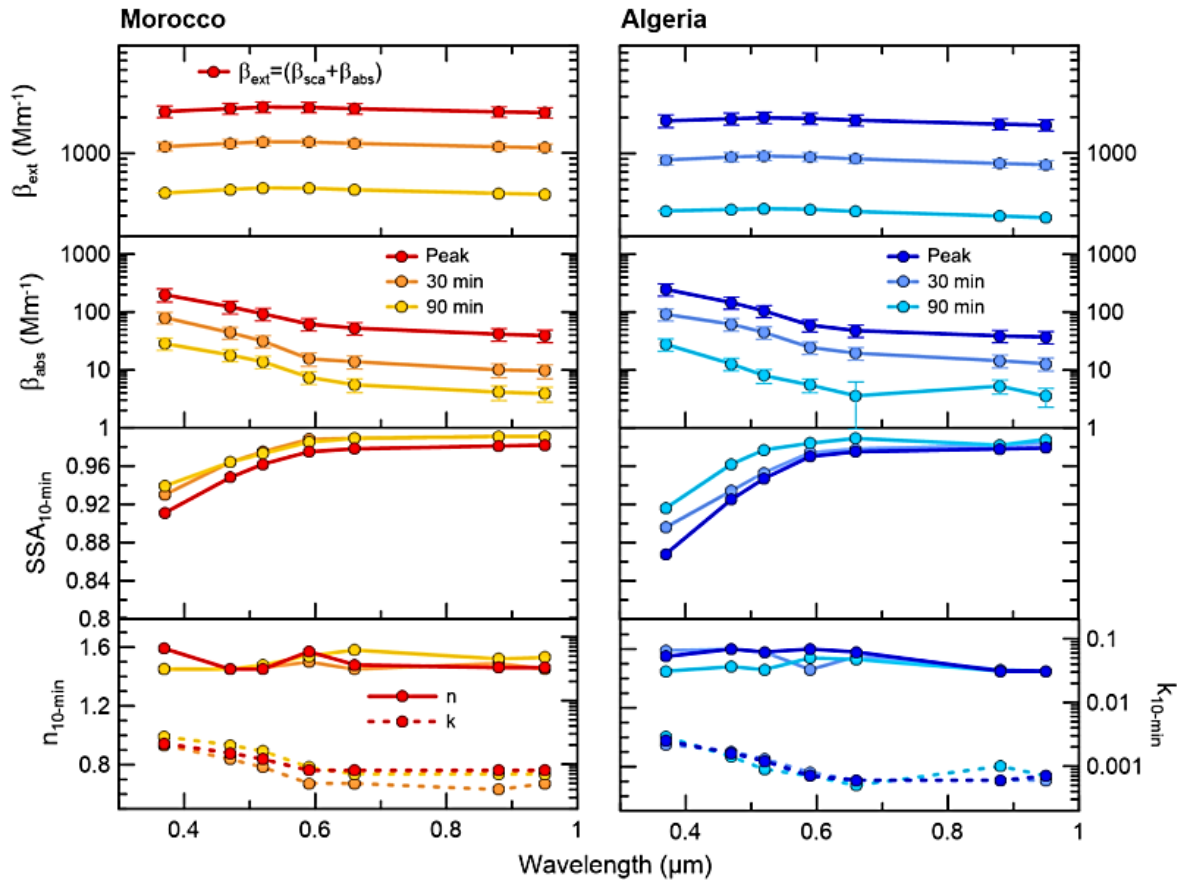 Morocco
Algeria
β_ext=(β_sca+β_abs)
β_ext (Mm⁻¹)
1000
1000
β_abs (Mm⁻¹)
1000
100
10
1
Peak
30 min
90 min
Peak
30 min
90 min
1000
100
10
1
SSA_10-min
0.96
0.92
0.88
0.84
0.8
n_10-min
1.6
1.2
0.8
n
k
0.1
0.01
0.001
k_10-min
0.4 0.6 0.8 1
0.4 0.6 0.8 1
Wavelength (μm)